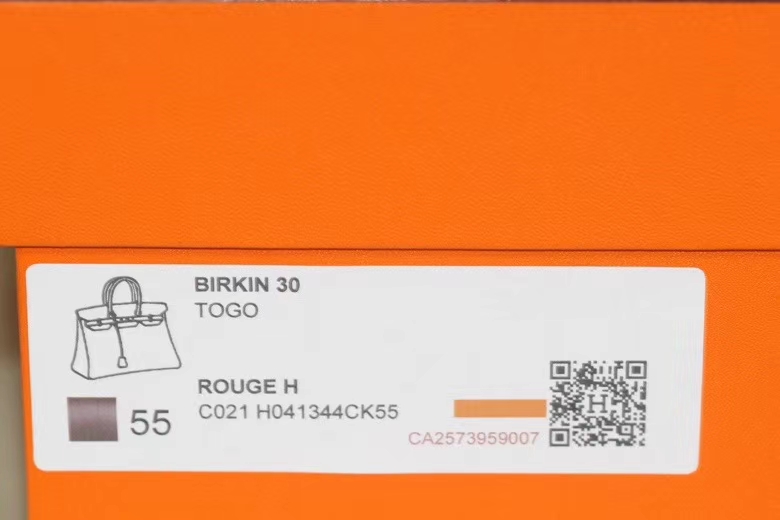 BIRKIN 30
TOGO
ROUGE H
C021 H041344CK55
55
CA2573959007
H